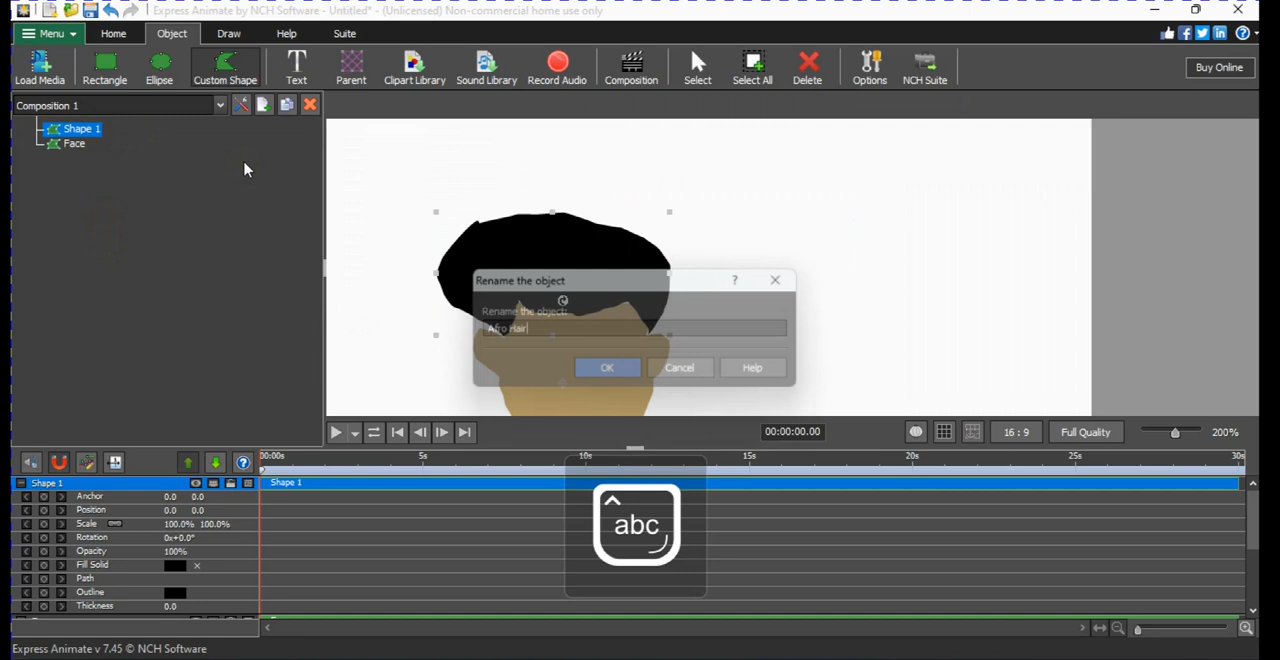 Express Animate by NCH Software - Untitled* - (Unlicensed) Non-commercial home use only
Menu Home Object Draw Help Suite
Load Media Rectangle Ellipse Custom Shape Text Parent Clipart Library Sound Library Record Audio Composition Select Select All Delete Options NCH Suite Buy Online
Composition 1
Shape 1
Face
Rename the object ?
Rename the object:
Afro Hair
OK Cancel Help
00:00:00.00 16 : 9 Full Quality 200%
00:00s 5s 10s 15s 20s 25s 30s
Shape 1 Shape 1
Anchor 0.0 0.0
Position 0.0 0.0
Scale 100.0% 100.0%
Rotation 0x+0.0°
Opacity 100%
Fill Solid
Path
Outline
Thickness 0.0
abc
Express Animate v 7.45 © NCH Software